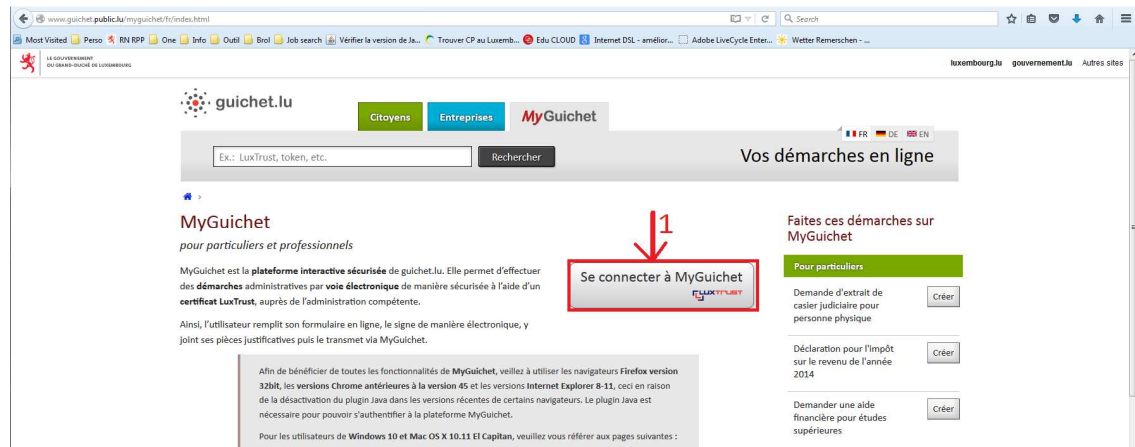 www.guichet.public.lu/myguichet/fr/index.html
Search
Most Visited Perso RN RPP One Info Outil Brol Job search Vérifier la version de Ja... Trouver CP au Luxemb... Edu CLOUD Internet DSL - amélior... Adobe LiveCycle Enter... Wetter Remerschen - ...
LE GOUVERNEMENT
DU GRAND-DUCHÉ DE LUXEMBOURG
luxembourg.lu gouvernement.lu Autres sites
guichet.lu
Citoyens Entreprises MyGuichet
FR DE EN
Ex.: LuxTrust, token, etc. Rechercher Vos démarches en ligne
MyGuichet
pour particuliers et professionnels
MyGuichet est la plateforme interactive sécurisée de guichet.lu. Elle permet d'effectuer
des démarches administratives par voie électronique de manière sécurisée à l'aide d'un
certificat LuxTrust, auprès de l'administration compétente.
Ainsi, l'utilisateur remplit son formulaire en ligne, le signe de manière électronique, y
joint ses pièces justificatives puis le transmet via MyGuichet.
1
Se connecter à MyGuichet
LUXTRUST
Faites ces démarches sur
MyGuichet
Pour particuliers
Demande d'extrait de
casier judiciaire pour
personne physique
Créer
Déclaration pour l'impôt
sur le revenu de l'année
2014
Créer
Demander une aide
financière pour études
supérieures
Créer
Afin de bénéficier de toutes les fonctionnalités de MyGuichet, veillez à utiliser les navigateurs Firefox version
32bit, les versions Chrome antérieures à la version 45 et les versions Internet Explorer 8-11, ceci en raison
de la désactivation du plugin Java dans les versions récentes de certains navigateurs. Le plugin Java est
nécessaire pour pouvoir s'authentifier à la plateforme MyGuichet.
Pour les utilisateurs de Windows 10 et Mac OS X 10.11 El Capitan, veuillez vous référer aux pages suivantes :